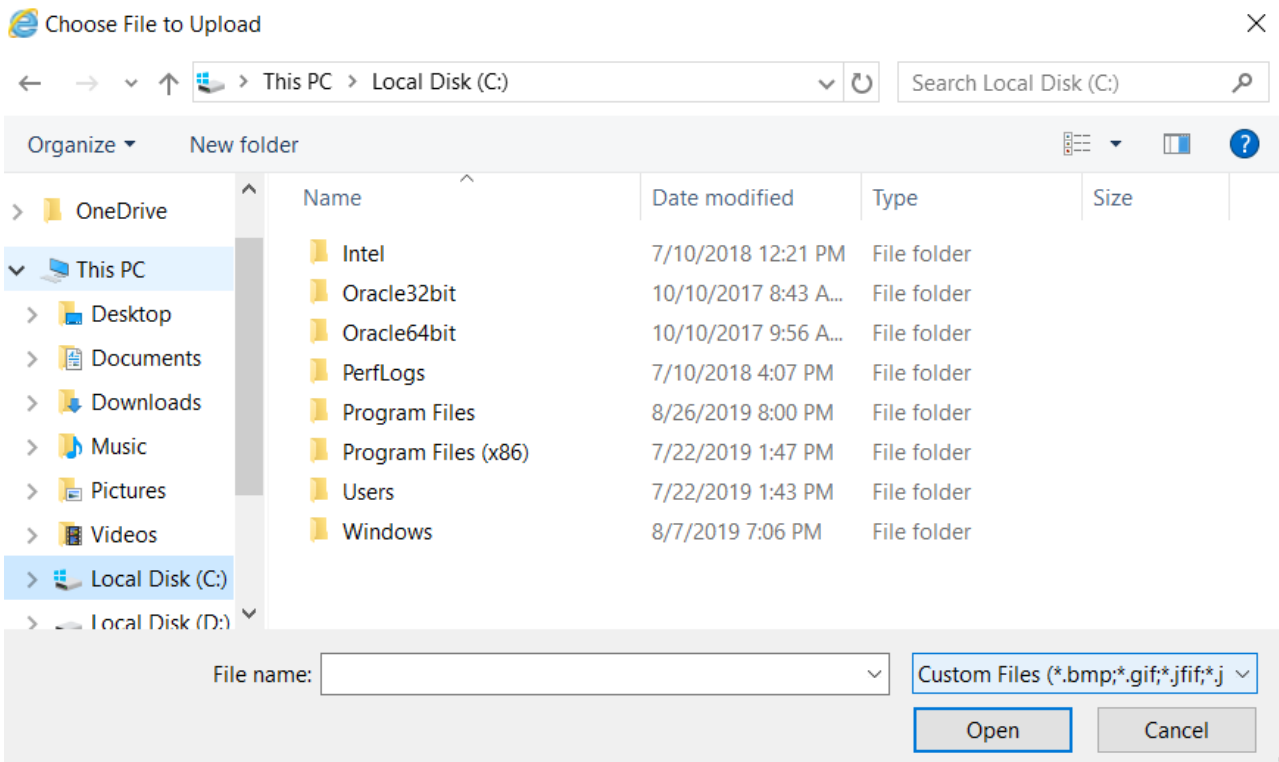 Choose File to Upload
This PC > Local Disk (C:)
Search Local Disk (C:)
Organize
New folder
Name Date modified Type Size
OneDrive
This PC
Desktop
Documents
Downloads
Music
Pictures
Videos
Local Disk (C:)
Local Disk (D:)
Intel 7/10/2018 12:21 PM File folder
Oracle32bit 10/10/2017 8:43 A... File folder
Oracle64bit 10/10/2017 9:56 A... File folder
PerfLogs 7/10/2018 4:07 PM File folder
Program Files 8/26/2019 8:00 PM File folder
Program Files (x86) 7/22/2019 1:47 PM File folder
Users 7/22/2019 1:43 PM File folder
Windows 8/7/2019 7:06 PM File folder
File name:
Custom Files (*.bmp;*.gif;*.jfif;*.j
Open
Cancel